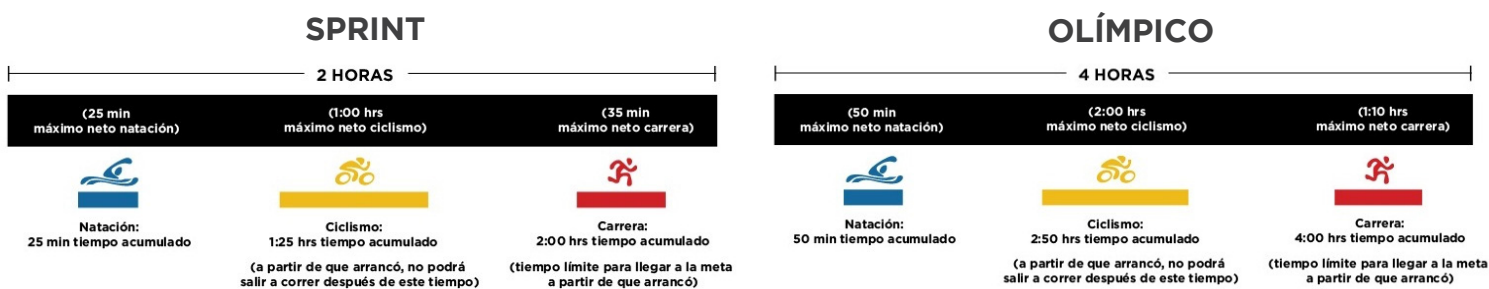 SPRINT
2 HORAS
(25 min
máximo neto natación)
(1:00 hrs
máximo neto ciclismo)
(35 min
máximo neto carrera)
Natación:
25 min tiempo acumulado
Ciclismo:
1:25 hrs tiempo acumulado
(a partir de que arrancó, no podrá
salir a correr después de este tiempo)
Carrera:
2:00 hrs tiempo acumulado
(tiempo límite para llegar a la meta
a partir de que arrancó)
OLÍMPICO
4 HORAS
(50 min
máximo neto natación)
(2:00 hrs
máximo neto ciclismo)
(1:10 hrs
máximo neto carrera)
Natación:
50 min tiempo acumulado
Ciclismo:
2:50 hrs tiempo acumulado
(a partir de que arrancó, no podrá
salir a correr después de este tiempo)
Carrera:
4:00 hrs tiempo acumulado
(tiempo límite para llegar a la meta
a partir de que arrancó)